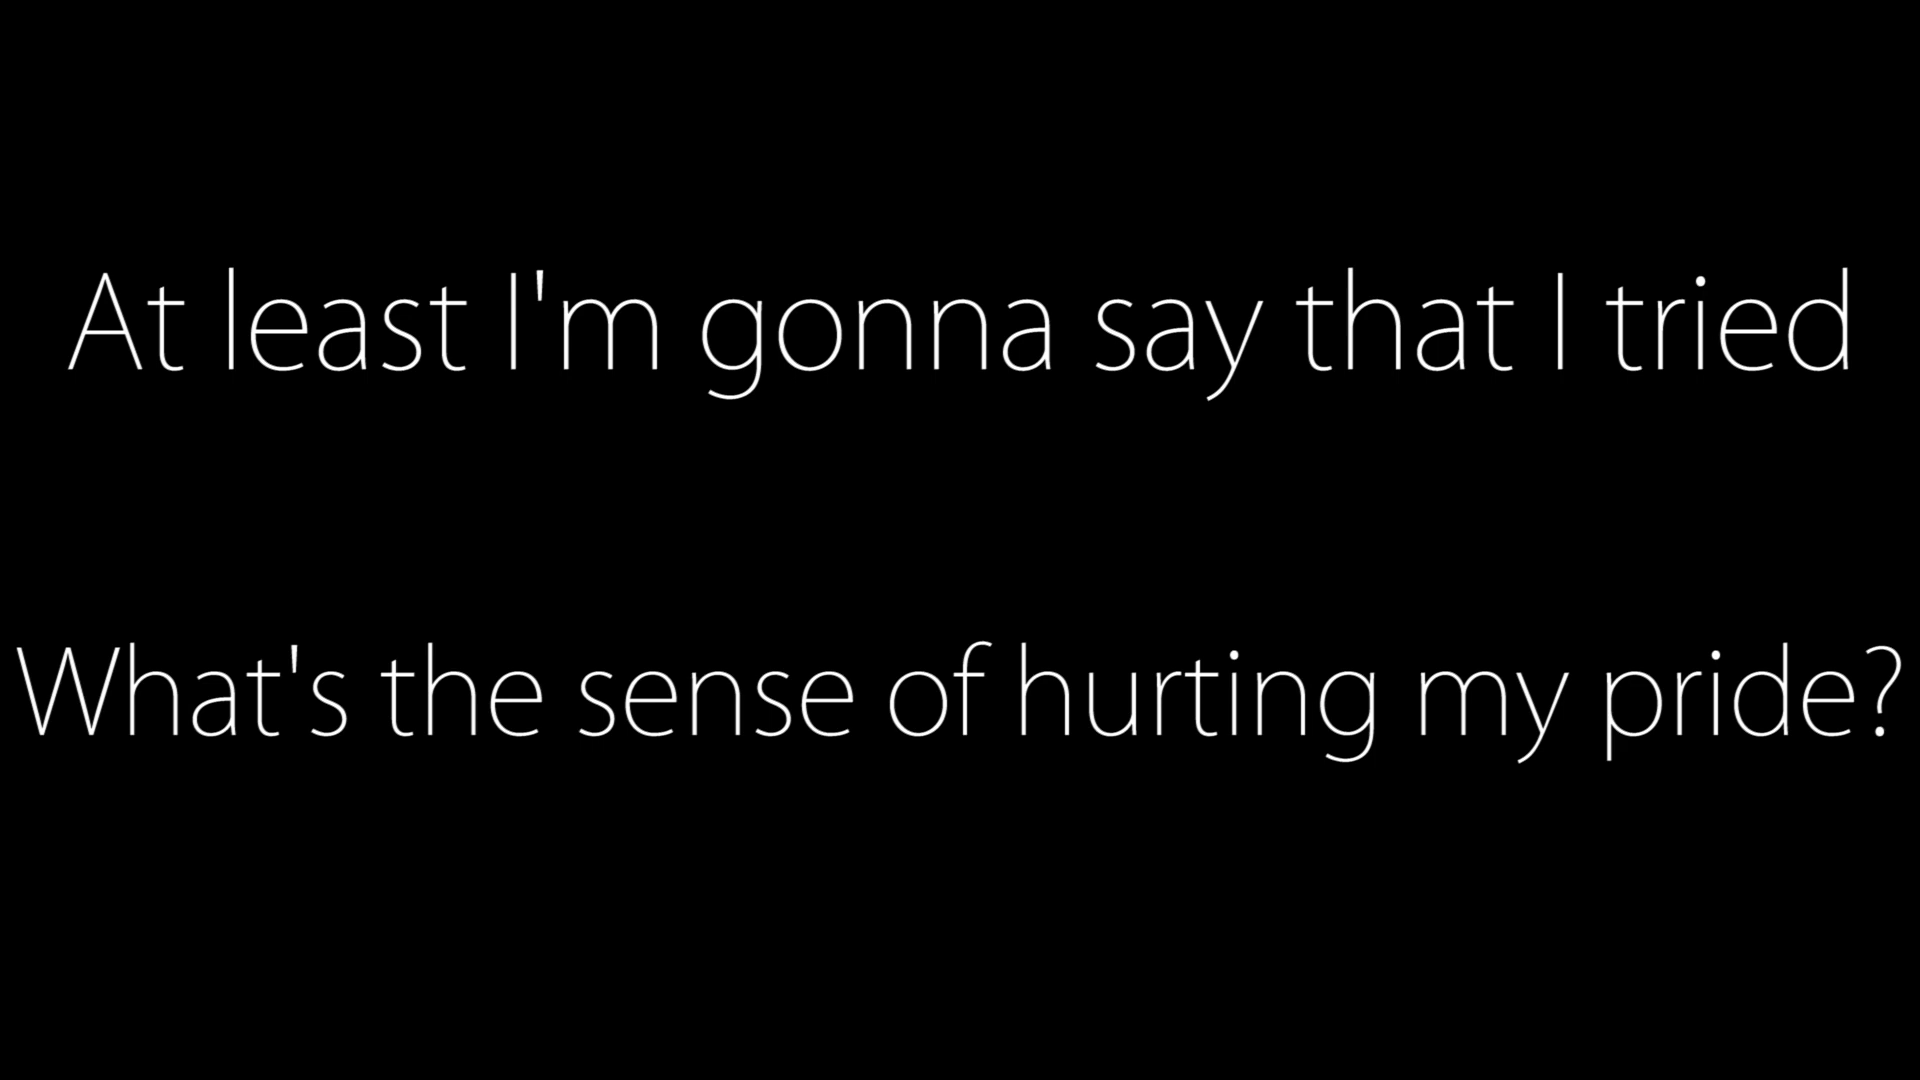 At least I'm gonna say that I tried
What's the sense of hurting my pride?